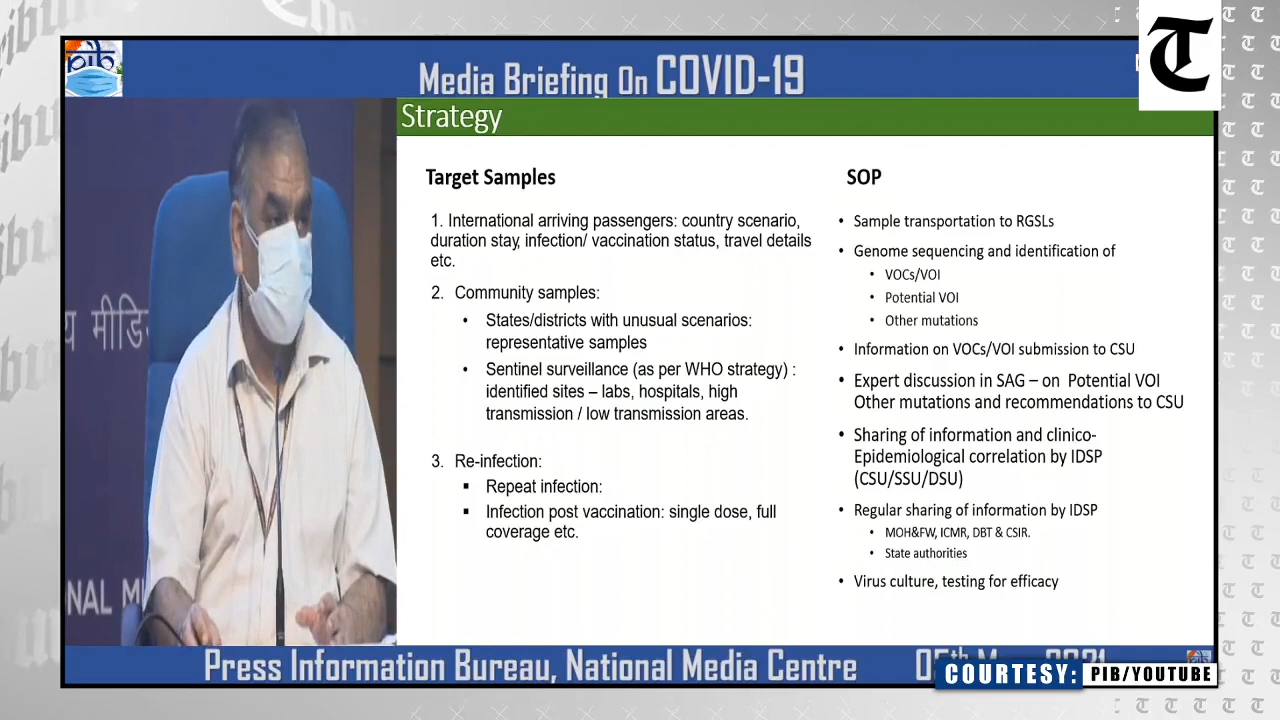 pib
Media Briefing On COVID-19
Strategy
Target Samples
1. International arriving passengers: country scenario,
duration stay, infection/ vaccination status, travel details
etc.
2. Community samples:
• States/districts with unusual scenarios:
representative samples
• Sentinel surveillance (as per WHO strategy) :
identified sites – labs, hospitals, high
transmission / low transmission areas.
3. Re-infection:
▪ Repeat infection:
▪ Infection post vaccination: single dose, full
coverage etc.
SOP
• Sample transportation to RGSLs
• Genome sequencing and identification of
• VOCs/VOI
• Potential VOI
• Other mutations
• Information on VOCs/VOI submission to CSU
• Expert discussion in SAG – on Potential VOI
Other mutations and recommendations to CSU
• Sharing of information and clinico-
Epidemiological correlation by IDSP
(CSU/SSU/DSU)
• Regular sharing of information by IDSP
• MOH&FW, ICMR, DBT & CSIR.
• State authorities
• Virus culture, testing for efficacy
Press Information Bureau, National Media Centre
COURTESY: PIB/YOUTUBE